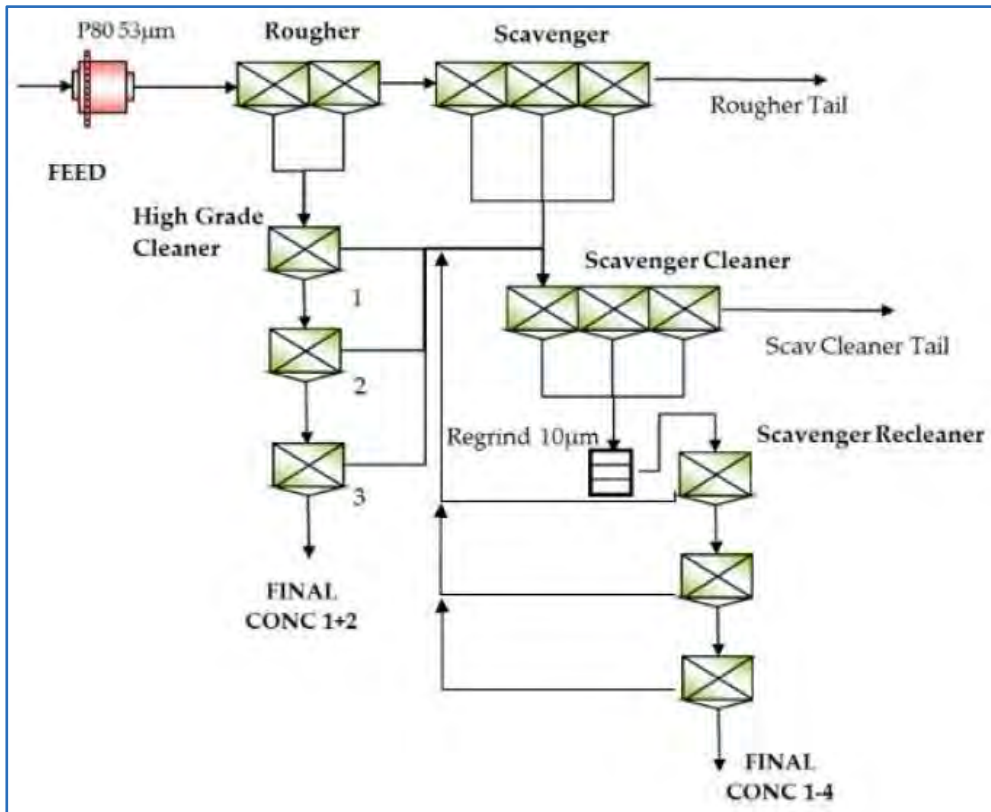 P80 53µm
Rougher
Scavenger
Rougher Tail
FEED
High Grade
Cleaner
1
Scavenger Cleaner
Scav Cleaner Tail
2
Regrind 10µm
Scavenger Recleaner
3
FINAL
CONC 1+2
FINAL
CONC 1-4